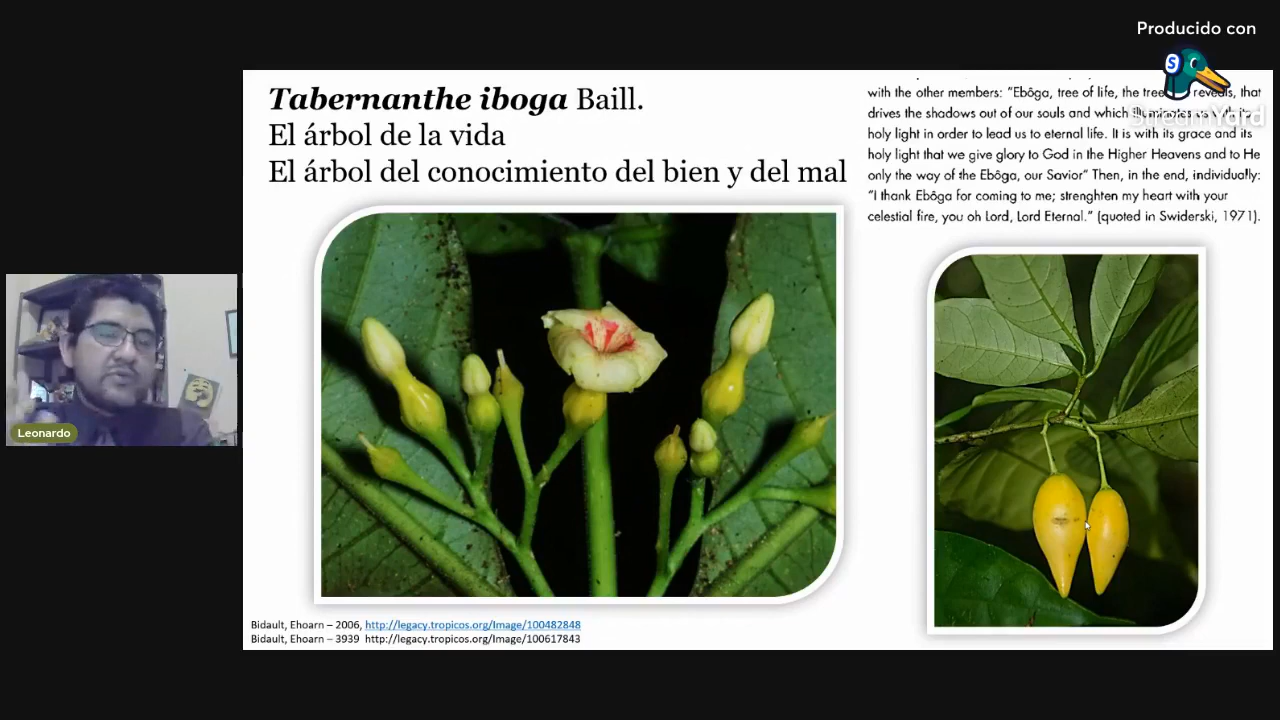 Producido con
StreamYard
Tabernanthe iboga Baill.
El árbol de la vida
El árbol del conocimiento del bien y del mal
with the other members: "Ebôga, tree of life, the tree reveals, that
drives the shadows out of our souls and which illuminates
holy light in order to lead us to eternal life. It is with its grace and its
holy light that we give glory to God in the Higher Heavens and to He
only the way of the Ebôga, our Savior" Then, in the end, individually:
"I thank Ebôga for coming to me; strenghten my heart with your
celestial fire, you oh Lord, Lord Eternal." (quoted in Swiderski, 1971).
Leonardo
Bidault, Ehoarn – 2006, http://legacy.tropicos.org/Image/100482848
Bidault, Ehoarn – 3939 http://legacy.tropicos.org/Image/100617843